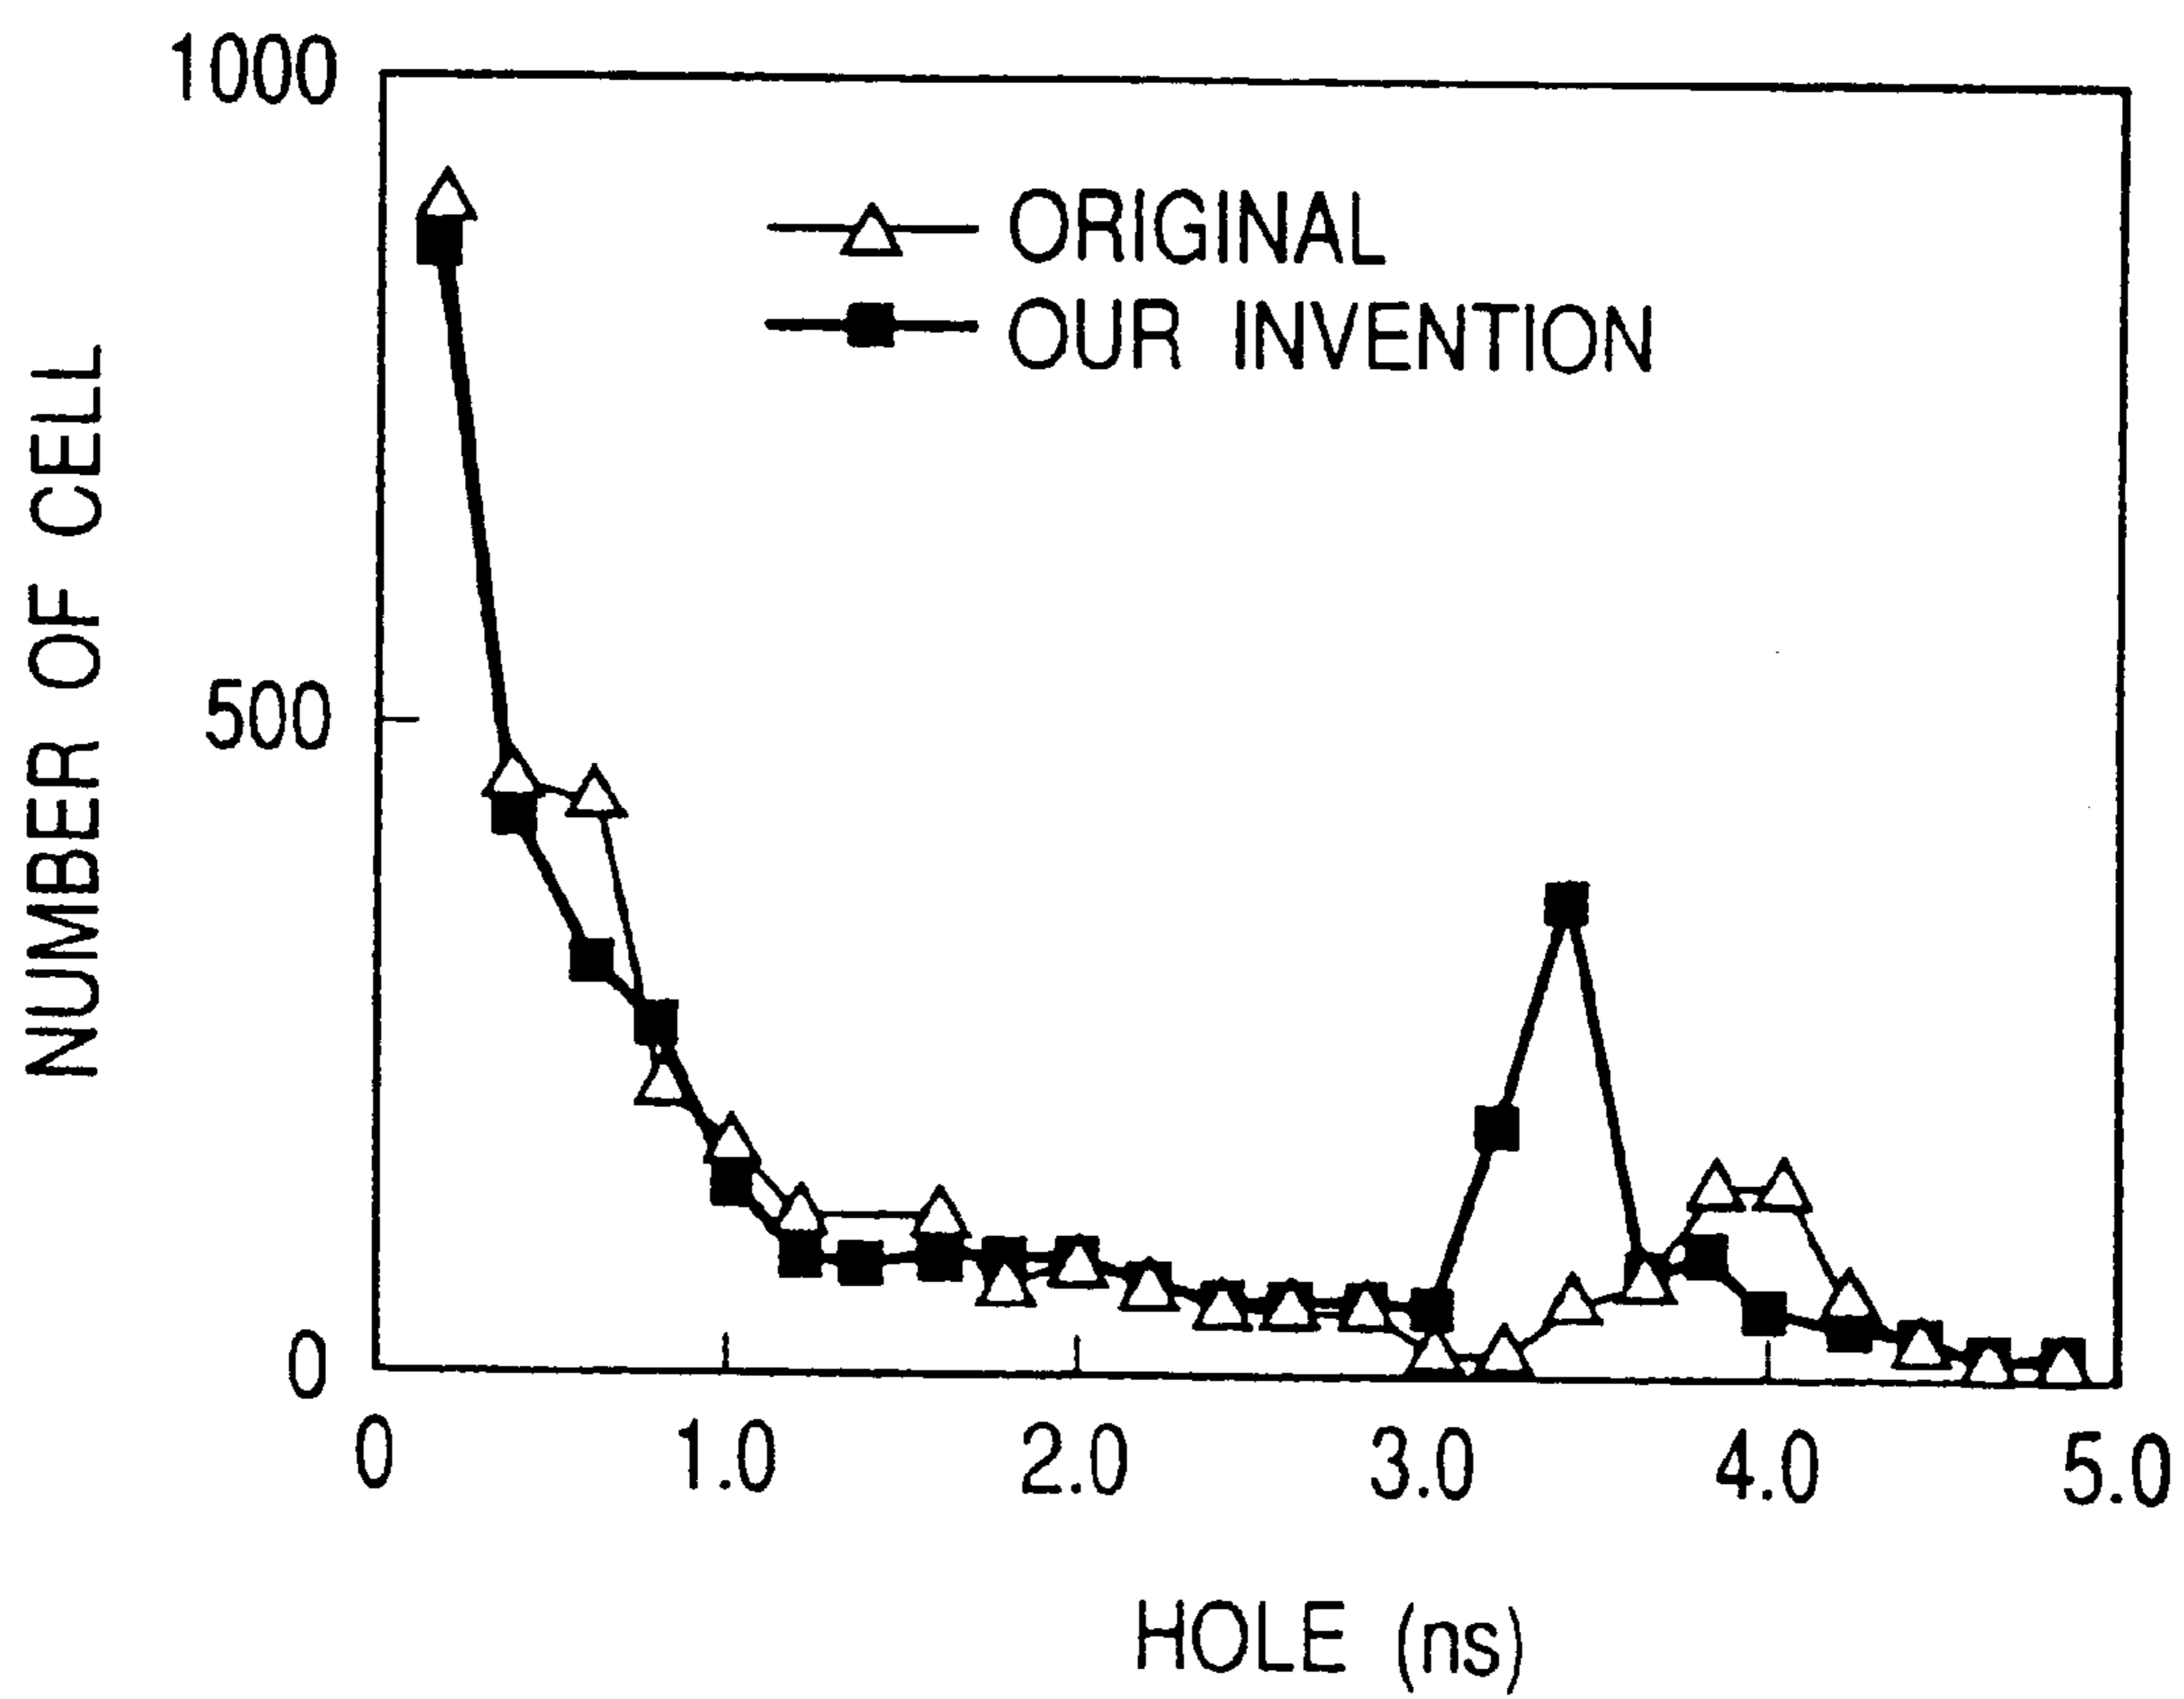 1000
ORIGINAL
OUR INVENTION
NUMBER OF CELL
500
0
0 1.0 2.0 3.0 4.0 5.0
HOLE (ns)